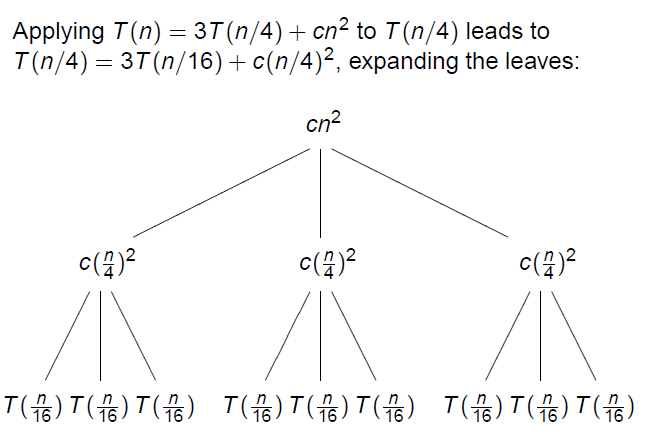 Applying T(n) = 3T(n/4) + cn² to T(n/4) leads to
T(n/4) = 3T(n/16) + c(n/4)², expanding the leaves:
cn²
c(n/4)² c(n/4)² c(n/4)²
T(n/16) T(n/16) T(n/16) T(n/16) T(n/16) T(n/16) T(n/16) T(n/16) T(n/16)